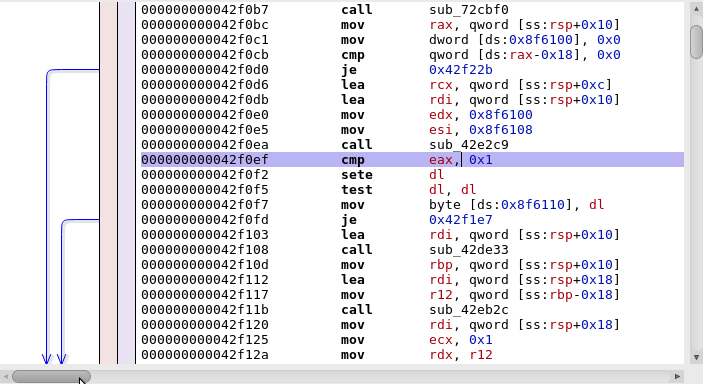 000000000042f0b7 call sub_72cbf0
000000000042f0bc mov rax, qword [ss:rsp+0x10]
000000000042f0c1 mov dword [ds:0x8f6100], 0x0
000000000042f0cb cmp qword [ds:rax-0x18], 0x0
000000000042f0d0 je 0x42f22b
000000000042f0d6 lea rcx, qword [ss:rsp+0xc]
000000000042f0db lea rdi, qword [ss:rsp+0x10]
000000000042f0e0 mov edx, 0x8f6100
000000000042f0e5 mov esi, 0x8f6108
000000000042f0ea call sub_42e2c9
000000000042f0ef cmp eax, 0x1
000000000042f0f2 sete dl
000000000042f0f5 test dl, dl
000000000042f0f7 mov byte [ds:0x8f6110], dl
000000000042f0fd je 0x42f1e7
000000000042f103 lea rdi, qword [ss:rsp+0x10]
000000000042f108 call sub_42de33
000000000042f10d mov rbp, qword [ss:rsp+0x10]
000000000042f112 lea rdi, qword [ss:rsp+0x18]
000000000042f117 mov r12, qword [ss:rbp-0x18]
000000000042f11b call sub_42eb2c
000000000042f120 mov rdi, qword [ss:rsp+0x18]
000000000042f125 mov ecx, 0x1
000000000042f12a mov rdx, r12